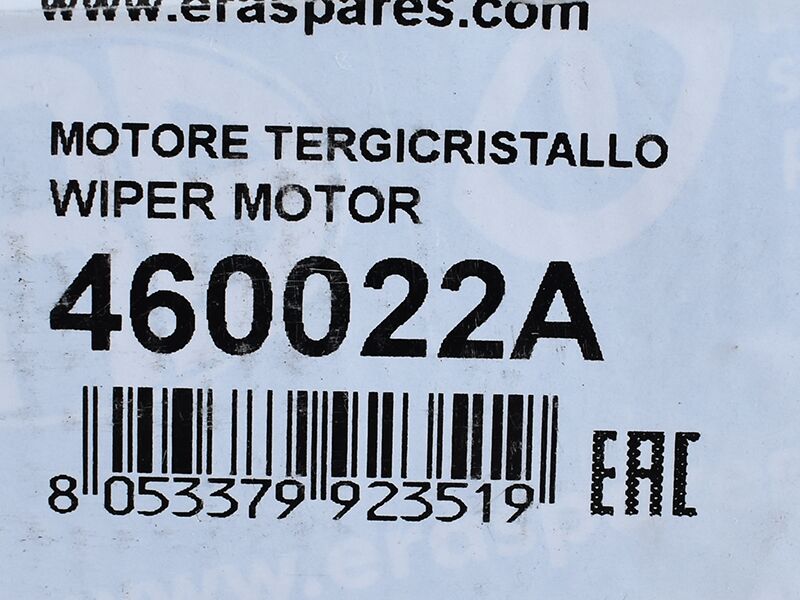 www.eraspares.com
MOTORE TERGICRISTALLO
WIPER MOTOR
460022A
8 053379 923519
EAC